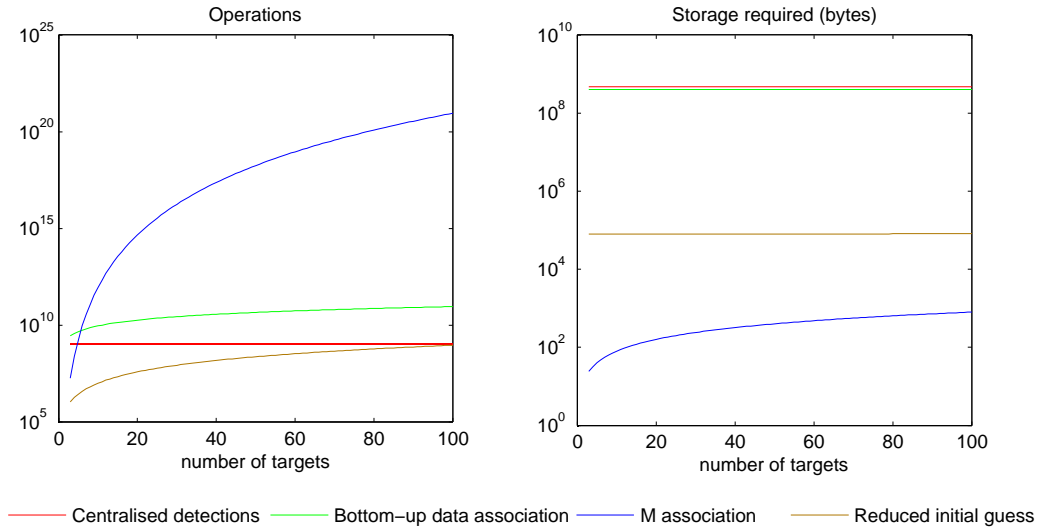 Operations
10^25
10^20
10^15
10^10
10^5
0 20 40 60 80 100
number of targets
Storage required (bytes)
10^10
10^8
10^6
10^4
10^2
10^0
0 20 40 60 80 100
number of targets
Centralised detections Bottom−up data association M association Reduced initial guess